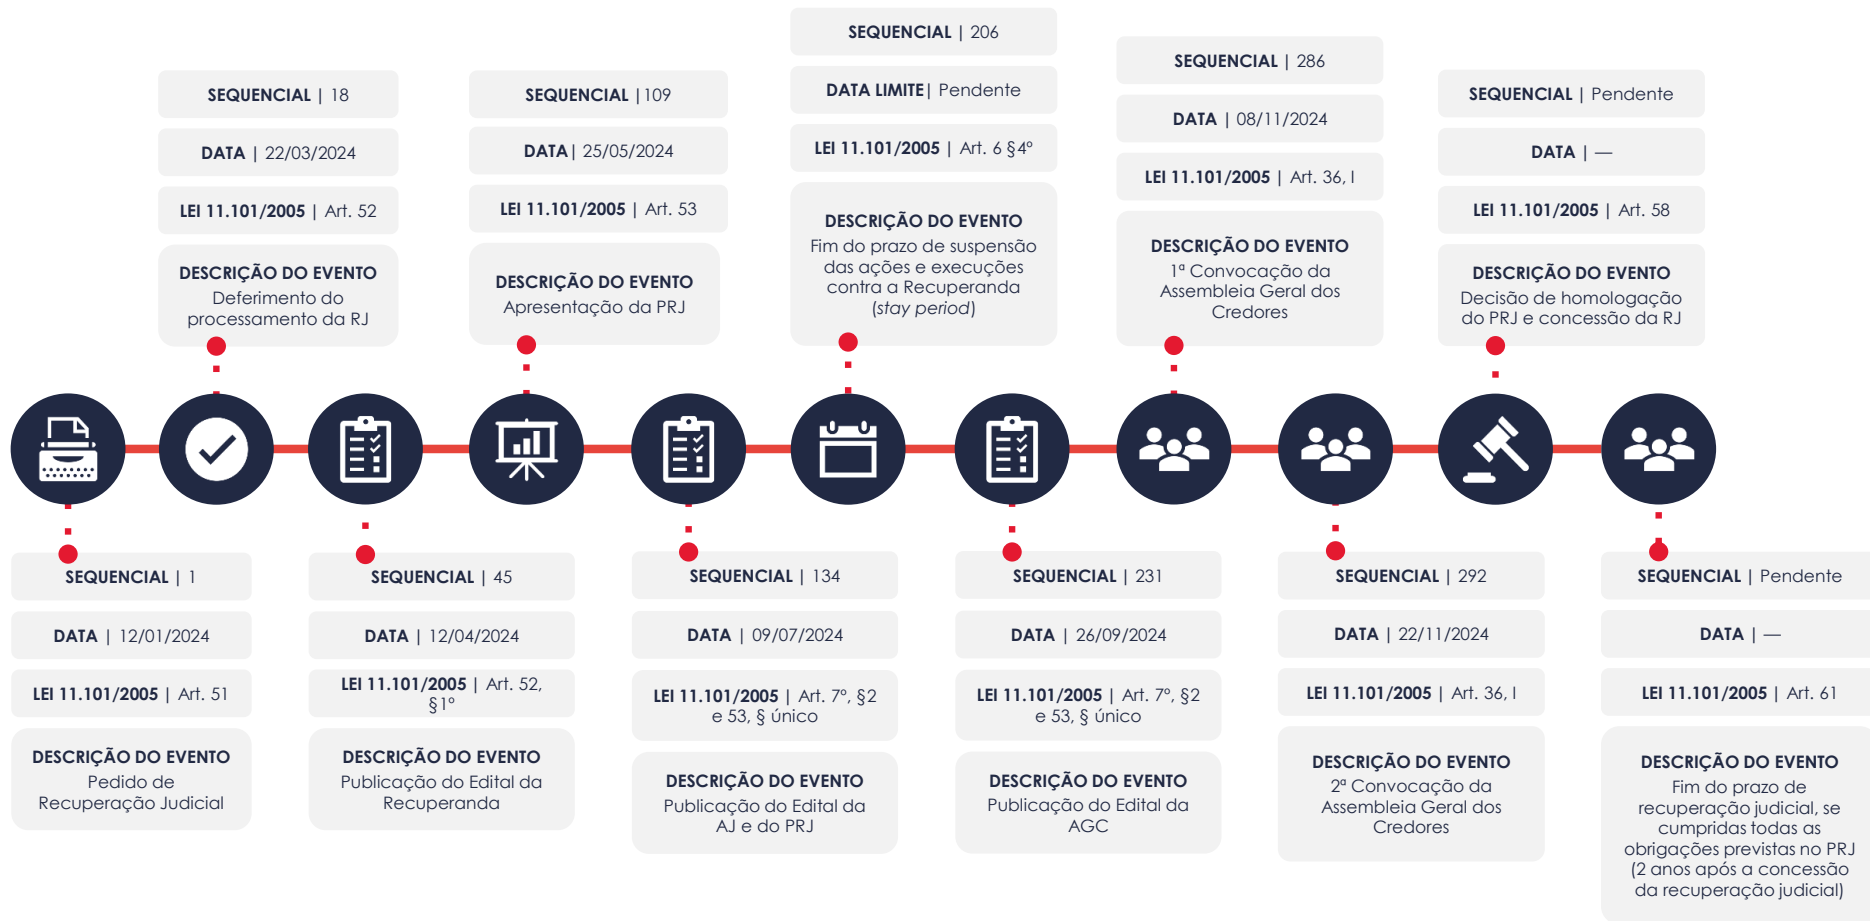 SEQUENCIAL | 1
DATA | 12/01/2024
LEI 11.101/2005 | Art. 51
DESCRIÇÃO DO EVENTO
Pedido de
Recuperação Judicial
SEQUENCIAL | 18
DATA | 22/03/2024
LEI 11.101/2005 | Art. 52
DESCRIÇÃO DO EVENTO
Deferimento do
processamento da RJ
SEQUENCIAL | 45
DATA | 12/04/2024
LEI 11.101/2005 | Art. 52,
§1º
DESCRIÇÃO DO EVENTO
Publicação do Edital da
Recuperanda
SEQUENCIAL |109
DATA| 25/05/2024
LEI 11.101/2005 | Art. 53
DESCRIÇÃO DO EVENTO
Apresentação da PRJ
SEQUENCIAL | 134
DATA | 09/07/2024
LEI 11.101/2005 | Art. 7º, §2
e 53, § único
DESCRIÇÃO DO EVENTO
Publicação do Edital da
AJ e do PRJ
SEQUENCIAL | 206
DATA LIMITE| Pendente
LEI 11.101/2005 | Art. 6 §4º
DESCRIÇÃO DO EVENTO
Fim do prazo de suspensão
das ações e execuções
contra a Recuperanda
(stay period)
SEQUENCIAL | 231
DATA | 26/09/2024
LEI 11.101/2005 | Art. 7º, §2
e 53, § único
DESCRIÇÃO DO EVENTO
Publicação do Edital da
AGC
SEQUENCIAL | 286
DATA | 08/11/2024
LEI 11.101/2005 | Art. 36, I
DESCRIÇÃO DO EVENTO
1ª Convocação da
Assembleia Geral dos
Credores
SEQUENCIAL | 292
DATA | 22/11/2024
LEI 11.101/2005 | Art. 36, I
DESCRIÇÃO DO EVENTO
2ª Convocação da
Assembleia Geral dos
Credores
SEQUENCIAL | Pendente
DATA | —
LEI 11.101/2005 | Art. 58
DESCRIÇÃO DO EVENTO
Decisão de homologação
do PRJ e concessão da RJ
SEQUENCIAL | Pendente
DATA | —
LEI 11.101/2005 | Art. 61
DESCRIÇÃO DO EVENTO
Fim do prazo de
recuperação judicial, se
cumpridas todas as
obrigações previstas no PRJ
(2 anos após a concessão
da recuperação judicial)